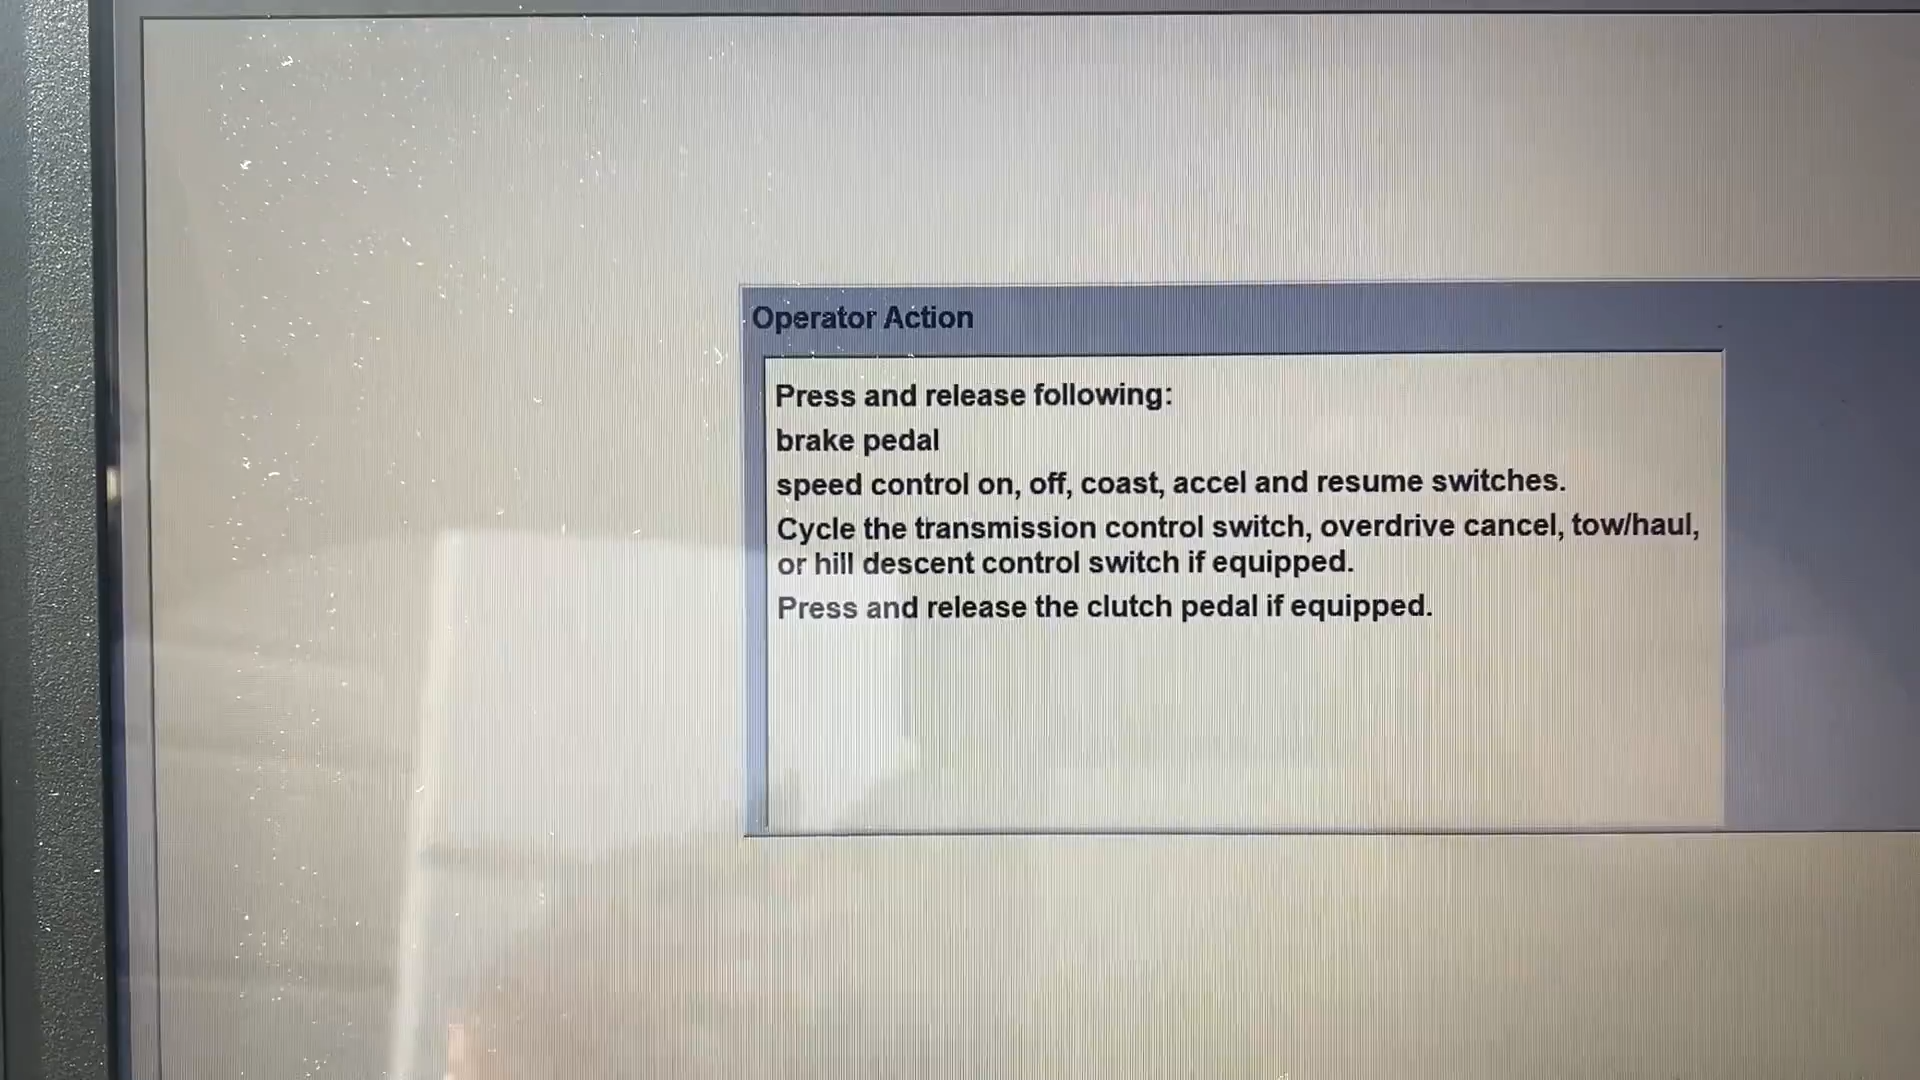 Operator Action
Press and release following:
brake pedal
speed control on, off, coast, accel and resume switches.
Cycle the transmission control switch, overdrive cancel, tow/haul,
or hill descent control switch if equipped.
Press and release the clutch pedal if equipped.